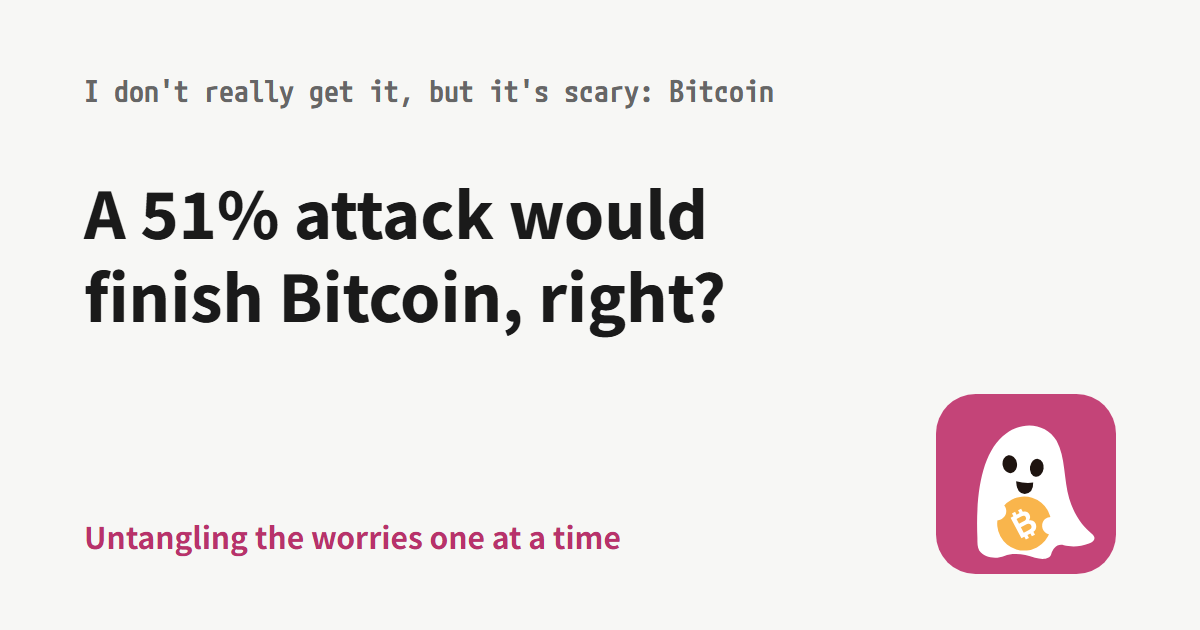 I don't really get it, but it's scary: Bitcoin
A 51% attack would
finish Bitcoin, right?
Untangling the worries one at a time